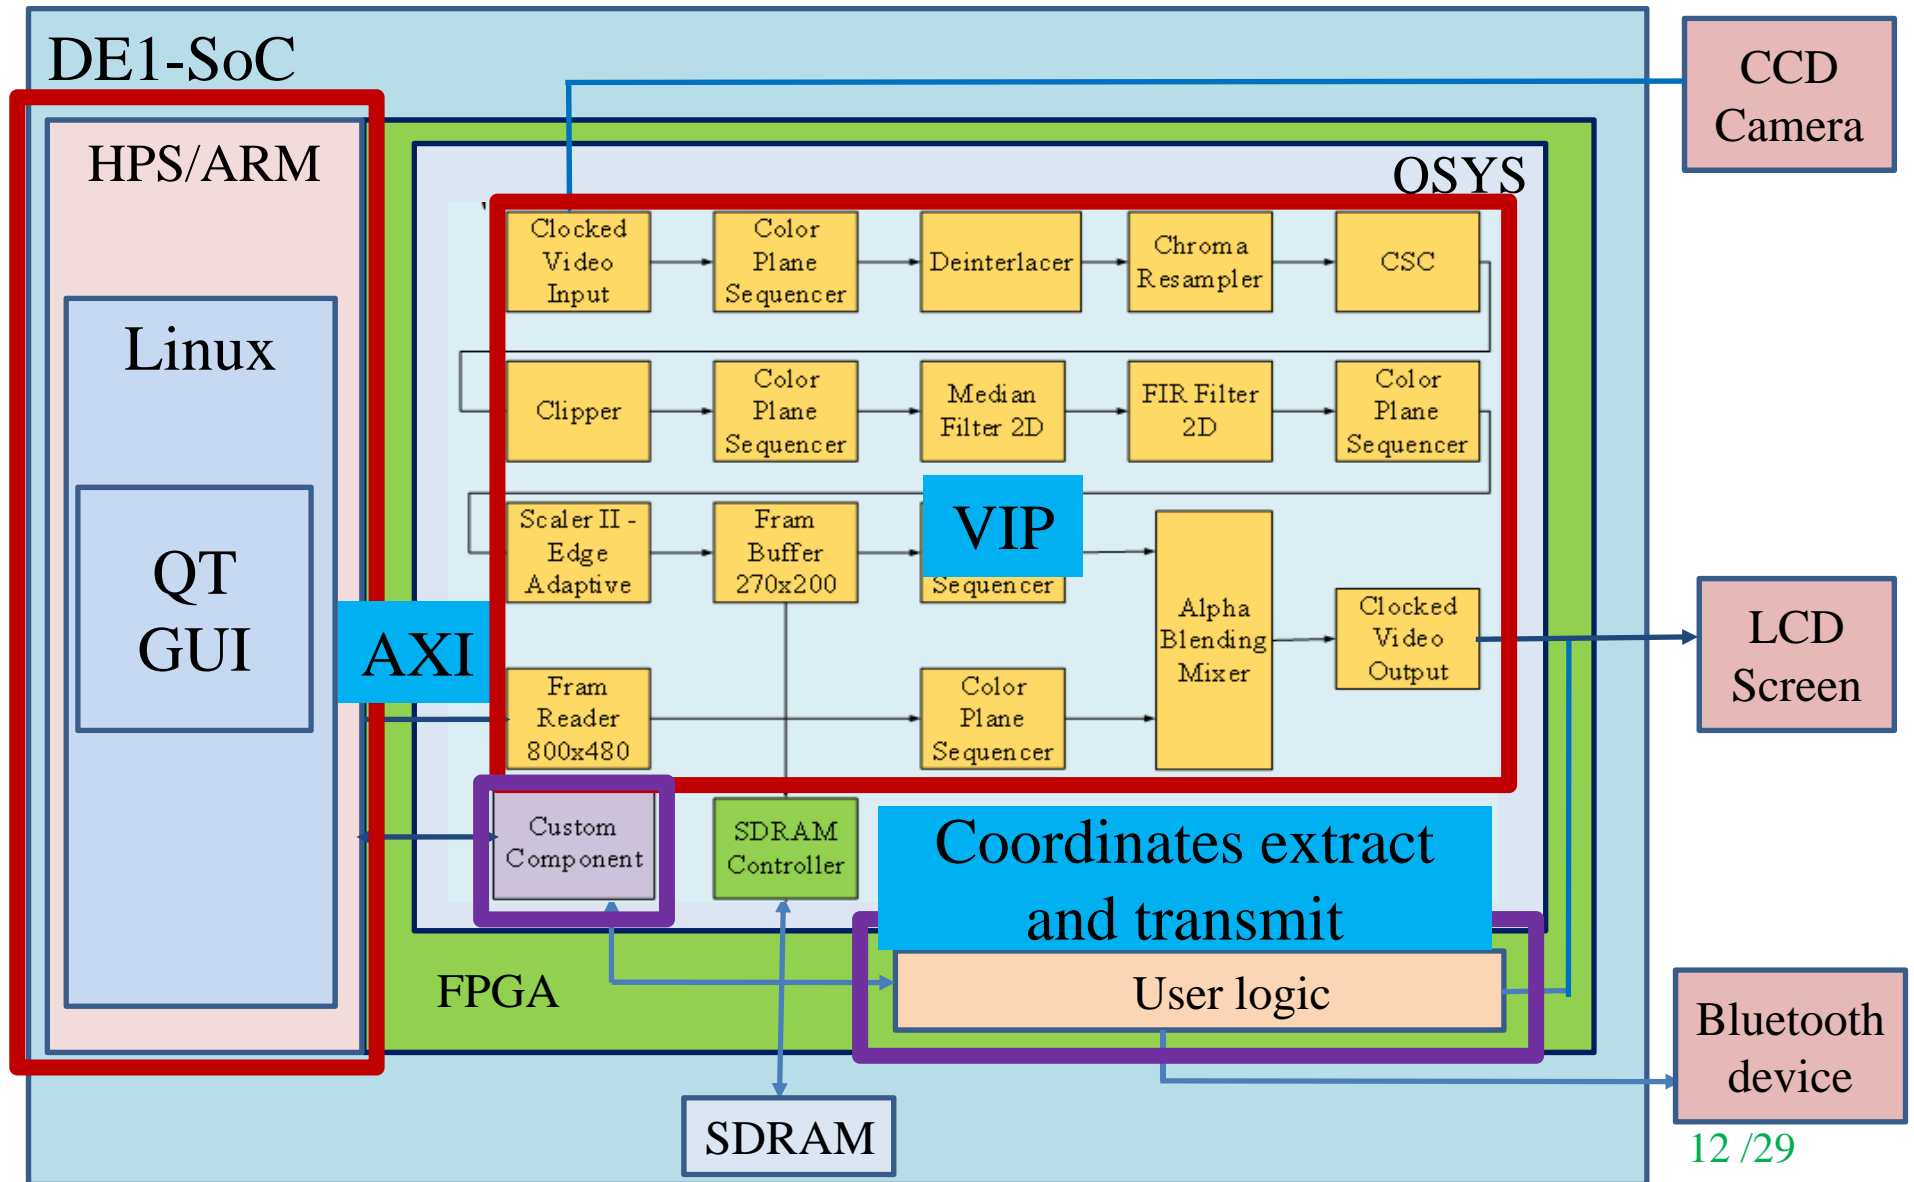 DE1-SoC
CCD
Camera
HPS/ARM
QSYS
Clocked
Video
Input
Color
Plane
Sequencer
Deinterlacer
Chroma
Resampler
CSC
Linux
Clipper
Color
Plane
Sequencer
Median
Filter 2D
FIR Filter
2D
Color
Plane
Sequencer
QT
GUI
Scaler II -
Edge
Adaptive
Fram
Buffer
270x200
VIP
Sequencer
Alpha
Blending
Mixer
Clocked
Video
Output
LCD
Screen
AXI
Fram
Reader
800x480
Color
Plane
Sequencer
Custom
Component
SDRAM
Controller
Coordinates extract
and transmit
FPGA
User logic
Bluetooth
device
SDRAM
12 /29